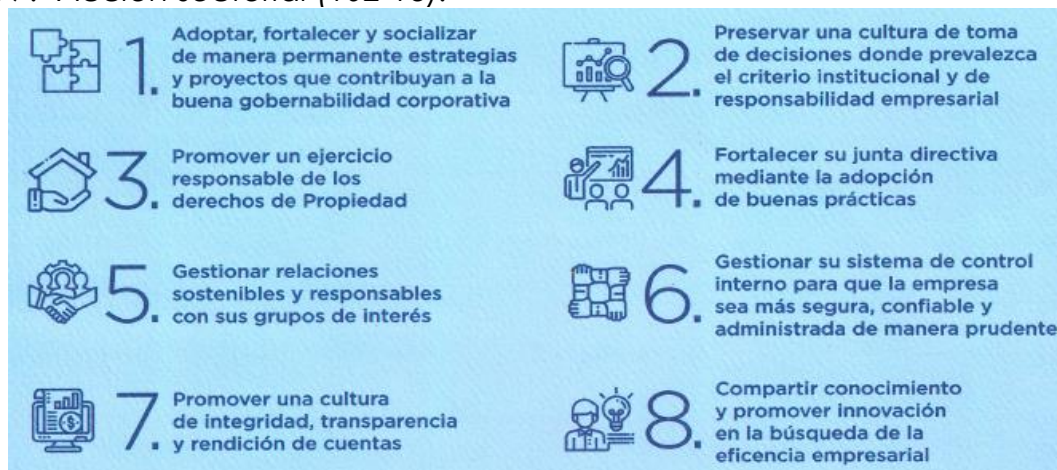 1. Adoptar, fortalecer y socializar
de manera permanente estrategias
y proyectos que contribuyan a la
buena gobernabilidad corporativa
2. Preservar una cultura de toma
de decisiones donde prevalezca
el criterio institucional y de
responsabilidad empresarial
3. Promover un ejercicio
responsable de los
derechos de Propiedad
4. Fortalecer su junta directiva
mediante la adopción
de buenas prácticas
5. Gestionar relaciones
sostenibles y responsables
con sus grupos de interés
6. Gestionar su sistema de control
interno para que la empresa
sea más segura, confiable y
administrada de manera prudente
7. Promover una cultura
de integridad, transparencia
y rendición de cuentas
8. Compartir conocimiento
y promover innovación
en la búsqueda de la
eficencia empresarial